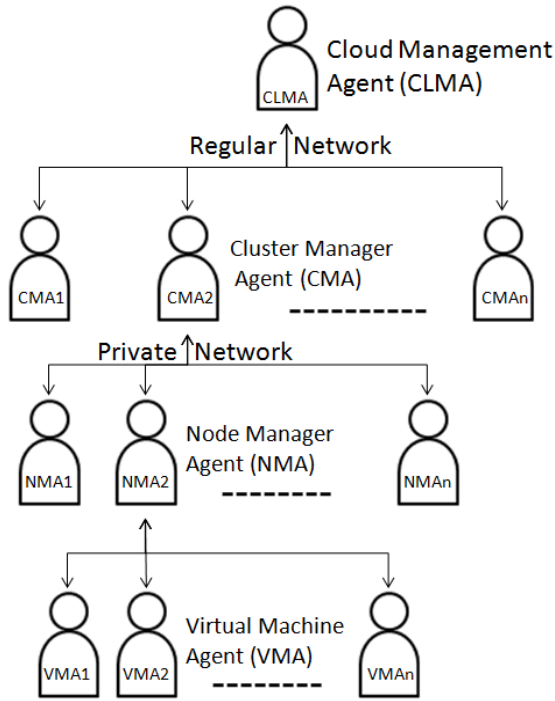 Cloud Management
Agent (CLMA)
CLMA
Regular Network
Cluster Manager
Agent (CMA)
CMA1 CMA2 CMAn
Private Network
Node Manager
Agent (NMA)
NMA1 NMA2 NMAn
Virtual Machine
Agent (VMA)
VMA1 VMA2 VMAn